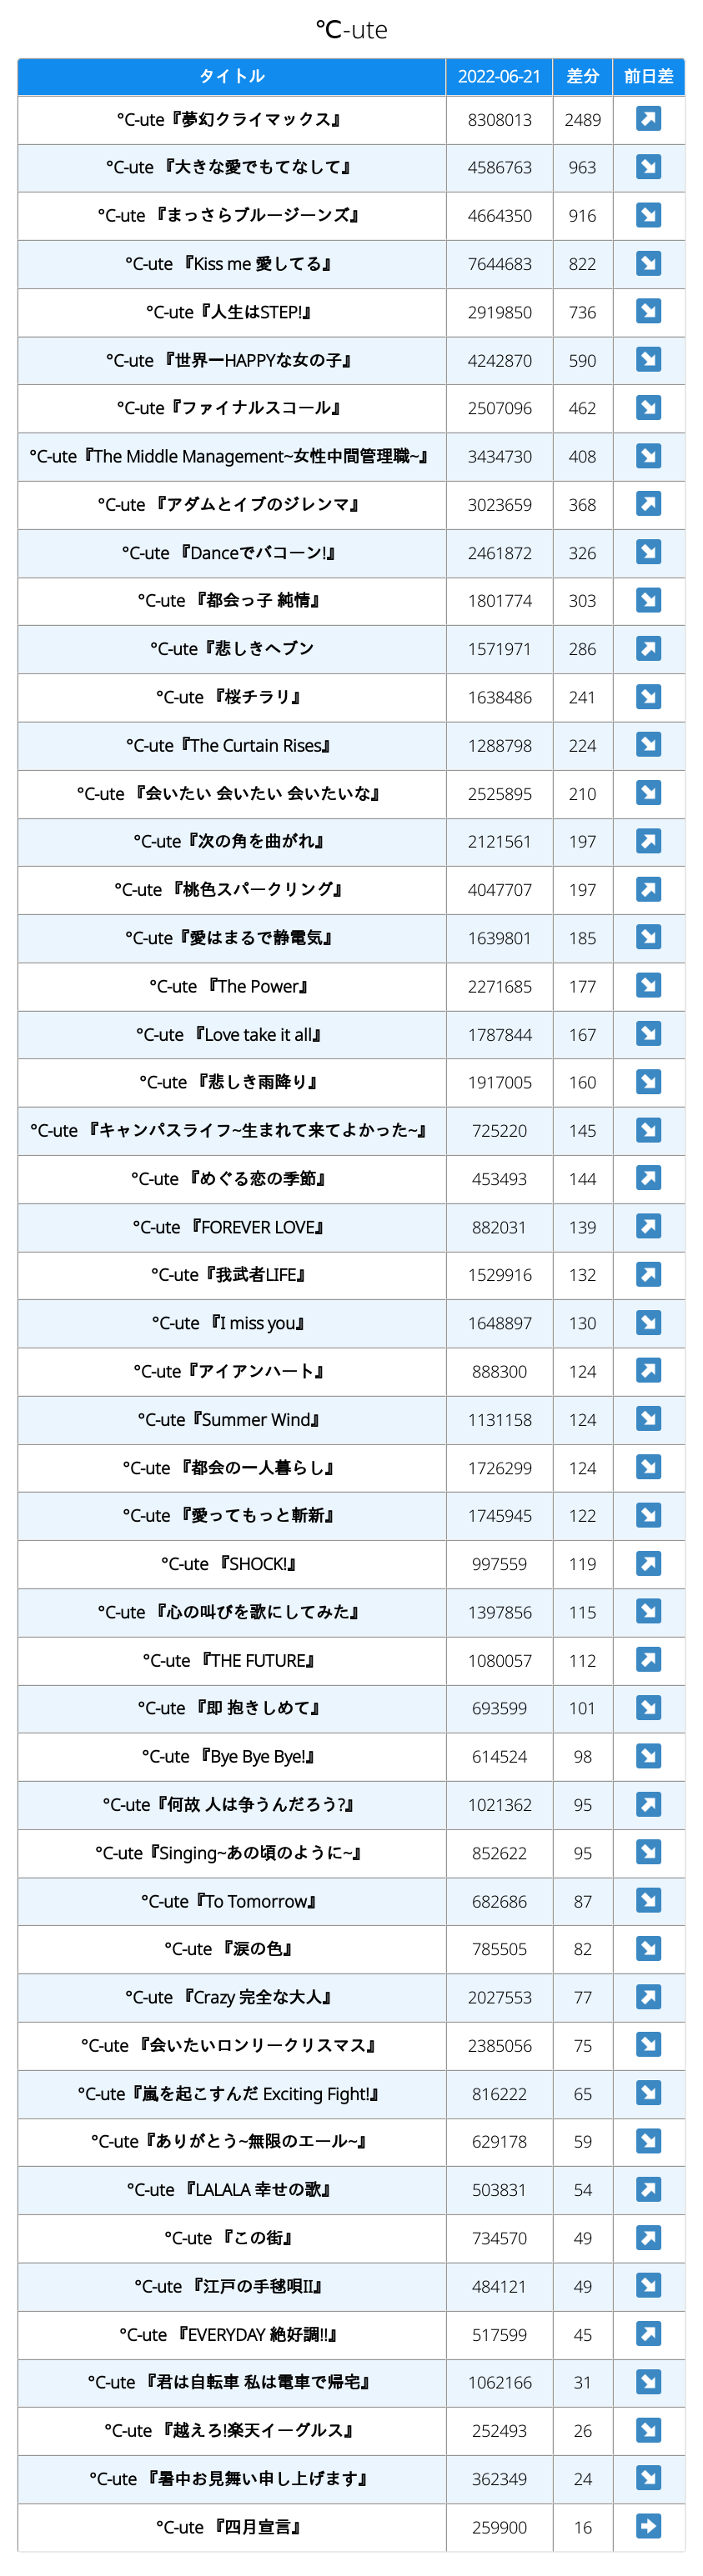 ℃-ute
タイトル 2022-06-21 差分 前日差
°C-ute『夢幻クライマックス』 8308013 2489 ↗
°C-ute 『大きな愛でもてなして』 4586763 963 ↘
°C-ute 『まっさらブルージーンズ』 4664350 916 ↘
°C-ute 『Kiss me 愛してる』 7644683 822 ↘
°C-ute『人生はSTEP!』 2919850 736 ↘
°C-ute 『世界一HAPPYな女の子』 4242870 590 ↘
°C-ute『ファイナルスコール』 2507096 462 ↘
°C-ute『The Middle Management~女性中間管理職~』 3434730 408 ↘
°C-ute 『アダムとイブのジレンマ』 3023659 368 ↗
°C-ute 『Danceでバコーン!』 2461872 326 ↘
°C-ute 『都会っ子 純情』 1801774 303 ↘
°C-ute『悲しきヘブン 1571971 286 ↗
°C-ute 『桜チラリ』 1638486 241 ↘
°C-ute『The Curtain Rises』 1288798 224 ↘
°C-ute 『会いたい 会いたい 会いたいな』 2525895 210 ↘
°C-ute『次の角を曲がれ』 2121561 197 ↗
°C-ute 『桃色スパークリング』 4047707 197 ↗
°C-ute『愛はまるで静電気』 1639801 185 ↘
°C-ute 『The Power』 2271685 177 ↘
°C-ute 『Love take it all』 1787844 167 ↘
°C-ute 『悲しき雨降り』 1917005 160 ↘
°C-ute 『キャンパスライフ~生まれて来てよかった~』 725220 145 ↘
°C-ute 『めぐる恋の季節』 453493 144 ↗
°C-ute 『FOREVER LOVE』 882031 139 ↗
°C-ute『我武者LIFE』 1529916 132 ↗
°C-ute 『I miss you』 1648897 130 ↘
°C-ute『アイアンハート』 888300 124 ↗
°C-ute『Summer Wind』 1131158 124 ↘
°C-ute 『都会の一人暮らし』 1726299 124 ↘
°C-ute 『愛ってもっと斬新』 1745945 122 ↘
°C-ute 『SHOCK!』 997559 119 ↗
°C-ute 『心の叫びを歌にしてみた』 1397856 115 ↘
°C-ute 『THE FUTURE』 1080057 112 ↗
°C-ute 『即 抱きしめて』 693599 101 ↘
°C-ute 『Bye Bye Bye!』 614524 98 ↘
°C-ute『何故 人は争うんだろう?』 1021362 95 ↗
°C-ute『Singing~あの頃のように~』 852622 95 ↘
°C-ute『To Tomorrow』 682686 87 ↘
°C-ute 『涙の色』 785505 82 ↘
°C-ute 『Crazy 完全な大人』 2027553 77 ↗
°C-ute 『会いたいロンリークリスマス』 2385056 75 ↘
°C-ute『嵐を起こすんだ Exciting Fight!』 816222 65 ↘
°C-ute『ありがとう~無限のエール~』 629178 59 ↘
°C-ute 『LALALA 幸せの歌』 503831 54 ↗
°C-ute 『この街』 734570 49 ↗
°C-ute 『江戸の手毬唄II』 484121 49 ↘
°C-ute 『EVERYDAY 絶好調!!』 517599 45 ↗
°C-ute 『君は自転車 私は電車で帰宅』 1062166 31 ↘
°C-ute 『越えろ!楽天イーグルス』 252493 26 ↘
°C-ute 『暑中お見舞い申し上げます』 362349 24 ↘
°C-ute 『四月宣言』 259900 16 ➡